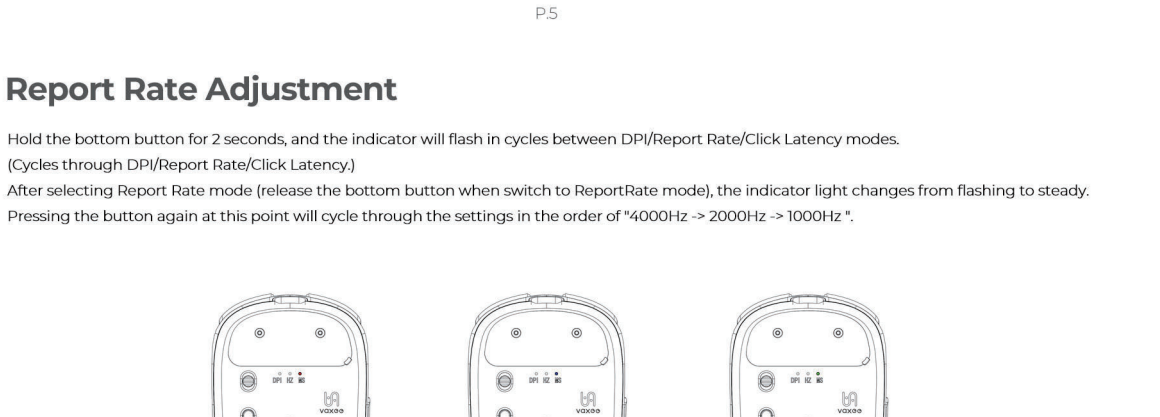 P.5
Report Rate Adjustment
Hold the bottom button for 2 seconds, and the indicator will flash in cycles between DPI/Report Rate/Click Latency modes.
(Cycles through DPI/Report Rate/Click Latency.)
After selecting Report Rate mode (release the bottom button when switch to ReportRate mode), the indicator light changes from flashing to steady.
Pressing the button again at this point will cycle through the settings in the order of "4000Hz -> 2000Hz -> 1000Hz ".
DPI HZ DPI HZ DPI HZ
vaxee vaxee vaxee